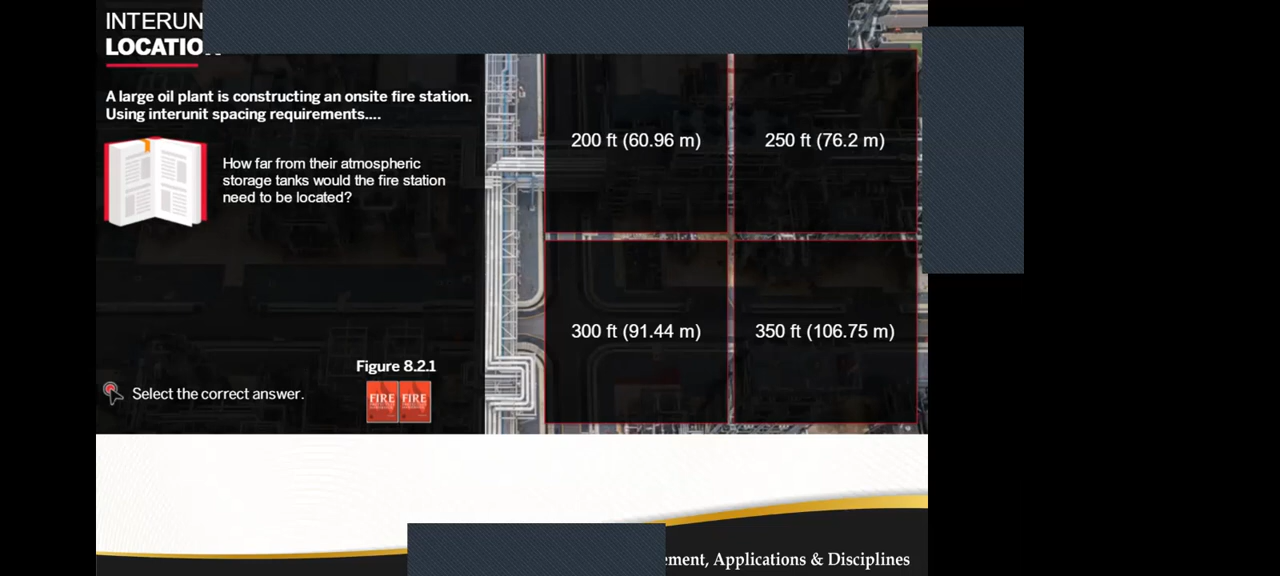 INTERUN
LOCATIO
A large oil plant is constructing an onsite fire station.
Using interunit spacing requirements....
How far from their atmospheric
storage tanks would the fire station
need to be located?
200 ft (60.96 m)
250 ft (76.2 m)
300 ft (91.44 m)
350 ft (106.75 m)
Figure 8.2.1
FIRE
FIRE
Select the correct answer.
ement, Applications & Disciplines